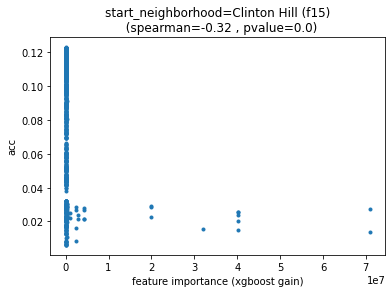 start_neighborhood=Clinton Hill (f15)
(spearman=-0.32 , pvalue=0.0)
0.12
0.10
0.08
0.06
0.04
0.02
acc
0 1 2 3 4 5 6 7
1e7
feature importance (xgboost gain)